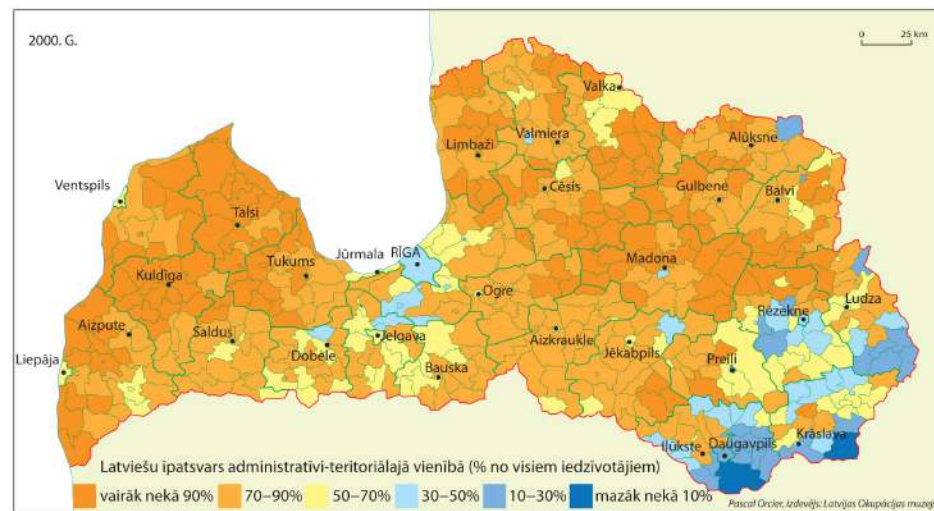 2000. G.
0 25 km
Valka
Valmiera
Alūksne
Limbaži
Cēsis
Ventspils
Gulbene
Balvi
Talsi
Jūrmala
RĪGA
Tukums
Madona
Kuldīga
Ogre
Ludza
Rēzekne
Aizpute
Saldus
Jelgava
Aizkraukle
Dobele
Jēkabpils
Liepāja
Preiļi
Bauska
Krāslava
Ilūkste
Daugavpils
Latviešu īpatsvars administratīvi-teritoriālajā vienībā (% no visiem iedzīvotājiem)
vairāk nekā 90% 70–90% 50–70% 30–50% 10–30% mazāk nekā 10%
Pascal Orcier, izdevējs: Latvijas Okupācijas muzejs